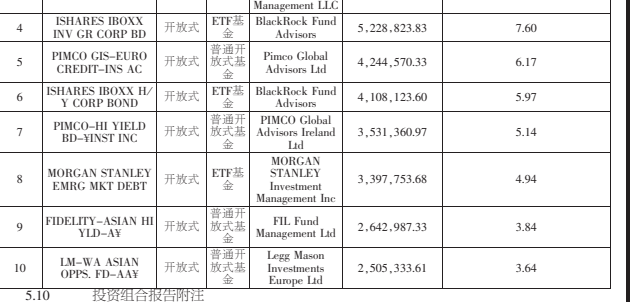 Management LLC
4 ISHARES IBOXX INV GR CORP BD 开放式 ETF基金 BlackRock Fund Advisors 5,228,823.83 7.60
5 PIMCO GIS-EURO CREDIT-INS AC 开放式 普通开放式基金 Pimco Global Advisors Ltd 4,244,570.33 6.17
6 ISHARES IBOXX H/Y CORP BOND 开放式 ETF基金 BlackRock Fund Advisors 4,108,123.60 5.97
7 PIMCO-HI YIELD BD-¥INST INC 开放式 普通开放式基金 PIMCO Global Advisors Ireland Ltd 3,531,360.97 5.14
8 MORGAN STANLEY EMRG MKT DEBT 开放式 ETF基金 MORGAN STANLEY Investment Management Inc 3,397,753.68 4.94
9 FIDELITY-ASIAN HI YLD-A¥ 开放式 普通开放式基金 FIL Fund Management Ltd 2,642,987.33 3.84
10 LM-WA ASIAN OPPS. FD-AA¥ 开放式 普通开放式基金 Legg Mason Investments Europe Ltd 2,505,333.61 3.64
5.10 投资组合报告附注